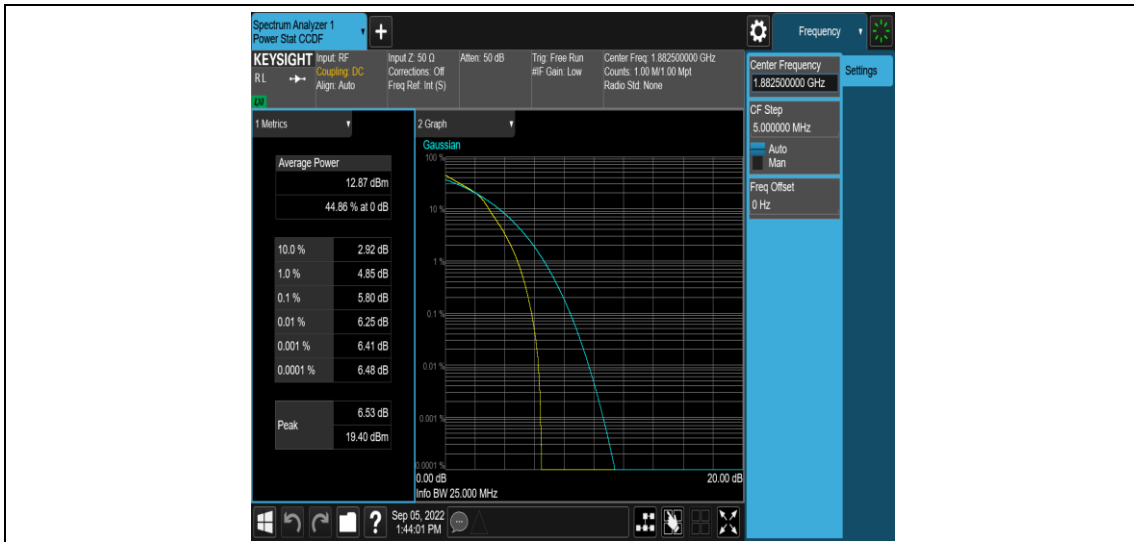 Spectrum Analyzer 1
Power Stat CCDF
+
Frequency
KEYSIGHT
RL
LXI
Input: RF
Coupling: DC
Align: Auto
Input Z: 50 Ω
Corrections: Off
Freq Ref: Int (S)
Atten: 50 dB
Trig: Free Run
#IF Gain: Low
Center Freq: 1.882500000 GHz
Counts: 1.00 M/1.00 Mpt
Radio Std: None
Center Frequency
1.882500000 GHz
Settings
CF Step
5.000000 MHz
Auto
Man
Freq Offset
0 Hz
1 Metrics
Average Power
12.87 dBm
44.86 % at 0 dB
10.0 % 2.92 dB
1.0 % 4.85 dB
0.1 % 5.80 dB
0.01 % 6.25 dB
0.001 % 6.41 dB
0.0001 % 6.48 dB
Peak
6.53 dB
19.40 dBm
2 Graph
Gaussian
100 %
10 %
1 %
0.1 %
0.01 %
0.001 %
0.0001 %
0.00 dB 20.00 dB
Info BW 25.000 MHz
?
Sep 05, 2022
1:44:01 PM